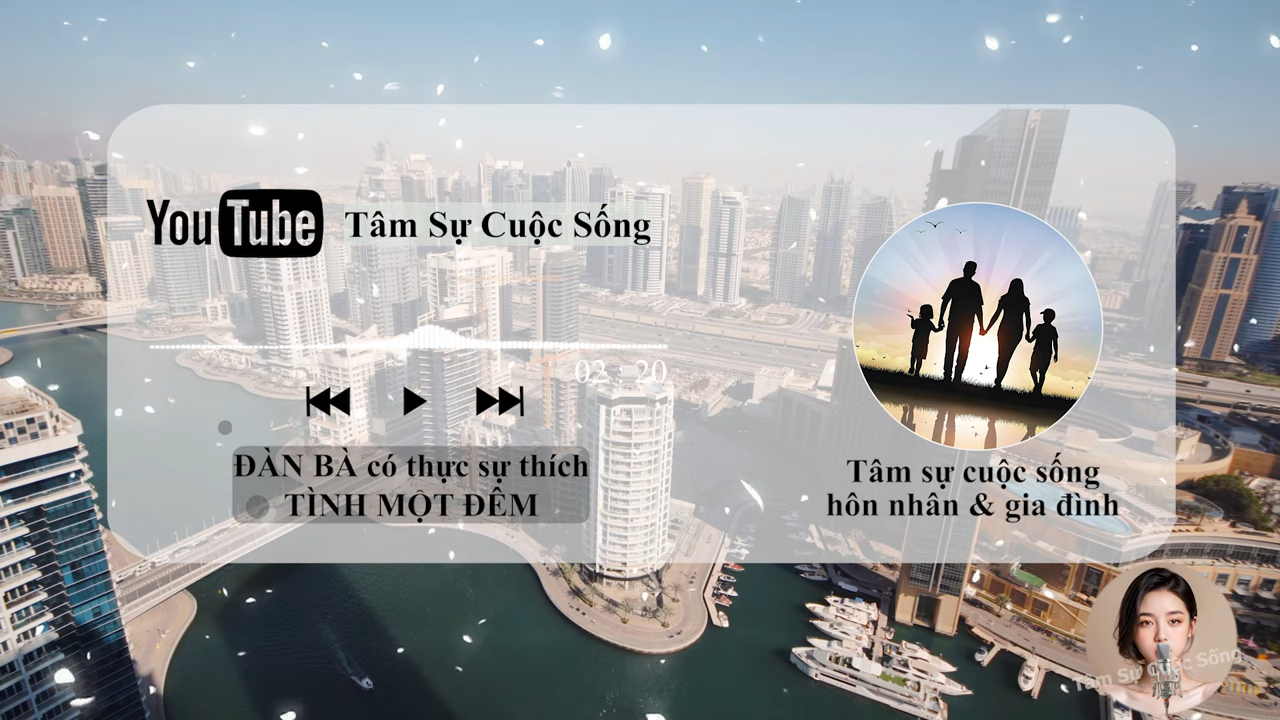 YouTube Tâm Sự Cuộc Sống
02 : 20
ĐÀN BÀ có thực sự thích
TÌNH MỘT ĐÊM
Tâm sự cuộc sống
hôn nhân & gia đình
Tâm Sự Cuộc Sống